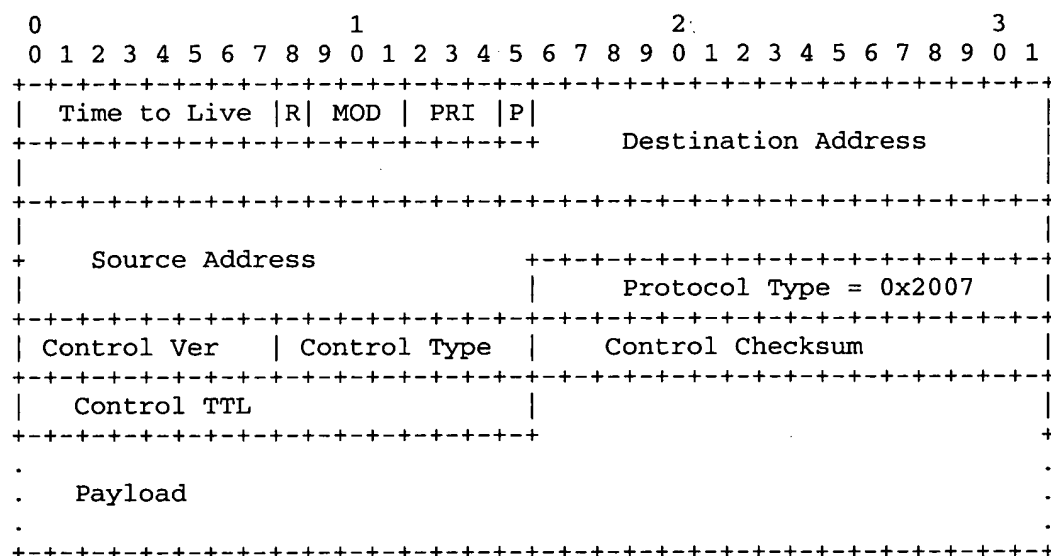 0                   1                   2                   3
0 1 2 3 4 5 6 7 8 9 0 1 2 3 4 5 6 7 8 9 0 1 2 3 4 5 6 7 8 9 0 1
+-+-+-+-+-+-+-+-+-+-+-+-+-+-+-+-+-+-+-+-+-+-+-+-+-+-+-+-+-+-+-+-+
| Time to Live |R| MOD | PRI |P|
+-+-+-+-+-+-+-+-+-+-+-+-+-+-+-+-+ Destination Address |
| |
+-+-+-+-+-+-+-+-+-+-+-+-+-+-+-+-+-+-+-+-+-+-+-+-+-+-+-+-+-+-+-+-+
| |
+ Source Address +-+-+-+-+-+-+-+-+-+-+-+-+-+-+-+-+
| | Protocol Type = 0x2007 |
+-+-+-+-+-+-+-+-+-+-+-+-+-+-+-+-+-+-+-+-+-+-+-+-+-+-+-+-+-+-+-+-+
| Control Ver | Control Type | Control Checksum |
+-+-+-+-+-+-+-+-+-+-+-+-+-+-+-+-+-+-+-+-+-+-+-+-+-+-+-+-+-+-+-+-+
| Control TTL | |
+-+-+-+-+-+-+-+-+-+-+-+-+-+-+-+-+ +
. .
. Payload .
. .
+-+-+-+-+-+-+-+-+-+-+-+-+-+-+-+-+-+-+-+-+-+-+-+-+-+-+-+-+-+-+-+-+